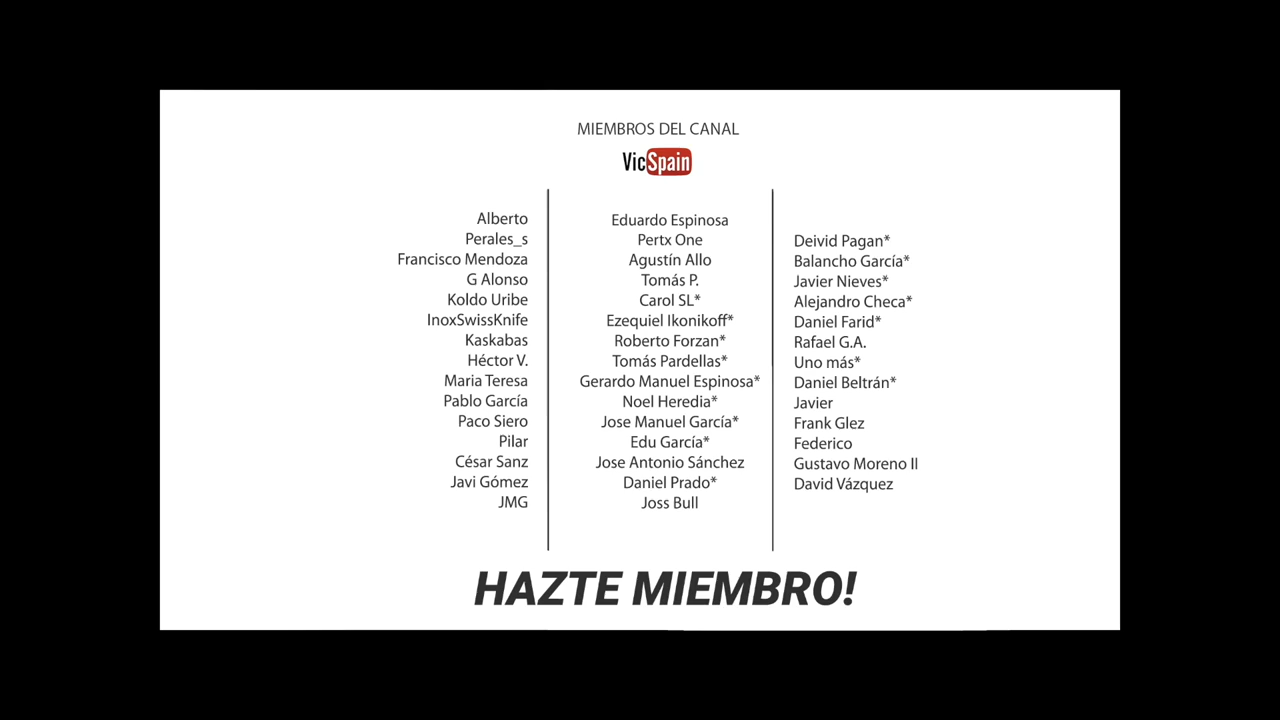 MIEMBROS DEL CANAL
VicSpain
Alberto
Perales_s
Francisco Mendoza
G Alonso
Koldo Uribe
InoxSwissKnife
Kaskabas
Héctor V.
Maria Teresa
Pablo García
Paco Siero
Pilar
César Sanz
Javi Gómez
JMG
Eduardo Espinosa
Pertx One
Agustín Allo
Tomás P.
Carol SL*
Ezequiel Ikonikoff*
Roberto Forzan*
Tomás Pardellas*
Gerardo Manuel Espinosa*
Noel Heredia*
Jose Manuel García*
Edu García*
Jose Antonio Sánchez
Daniel Prado*
Joss Bull
Deivid Pagan*
Balancho García*
Javier Nieves*
Alejandro Checa*
Daniel Farid*
Rafael G.A.
Uno más*
Daniel Beltrán*
Javier
Frank Glez
Federico
Gustavo Moreno II
David Vázquez
HAZTE MIEMBRO!